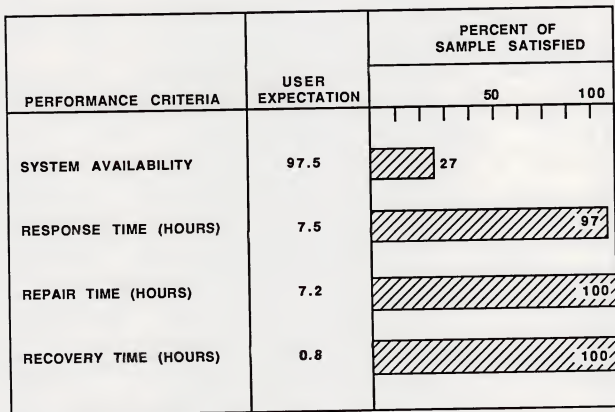 PERCENT OF
SAMPLE SATISFIED
USER
PERFORMANCE CRITERIA EXPECTATION 50 100
SYSTEM AVAILABILITY 97.5 27
RESPONSE TIME (HOURS) 7.5 97
REPAIR TIME (HOURS) 7.2 100
RECOVERY TIME (HOURS) 0.8 100